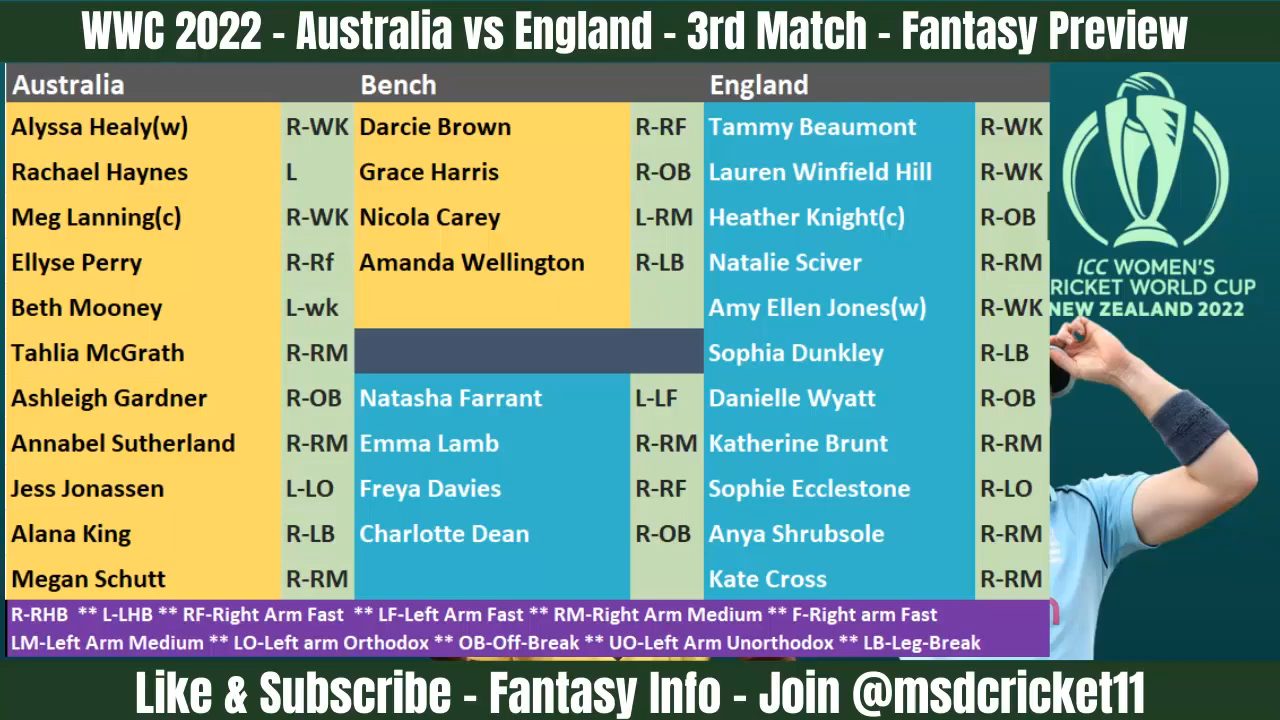 WWC 2022 - Australia vs England - 3rd Match - Fantasy Preview
Australia Bench England
Alyssa Healy(w) R-WK Darcie Brown R-RF Tammy Beaumont R-WK
Rachael Haynes L Grace Harris R-OB Lauren Winfield Hill R-WK
Meg Lanning(c) R-WK Nicola Carey L-RM Heather Knight(c) R-OB
Ellyse Perry R-Rf Amanda Wellington R-LB Natalie Sciver R-RM
Beth Mooney L-wk Amy Ellen Jones(w) R-WK
Tahlia McGrath R-RM Sophia Dunkley R-LB
Ashleigh Gardner R-OB Natasha Farrant L-LF Danielle Wyatt R-OB
Annabel Sutherland R-RM Emma Lamb R-RM Katherine Brunt R-RM
Jess Jonassen L-LO Freya Davies R-RF Sophie Ecclestone R-LO
Alana King R-LB Charlotte Dean R-OB Anya Shrubsole R-RM
Megan Schutt R-RM Kate Cross R-RM
R-RHB ** L-LHB ** RF-Right Arm Fast ** LF-Left Arm Fast ** RM-Right Arm Medium ** F-Right arm Fast
LM-Left Arm Medium ** LO-Left arm Orthodox ** OB-Off-Break ** UO-Left Arm Unorthodox ** LB-Leg-Break
ICC WOMEN'S
RICKET WORLD CUP
NEW ZEALAND 2022
Like & Subscribe - Fantasy Info - Join @msdcricket11